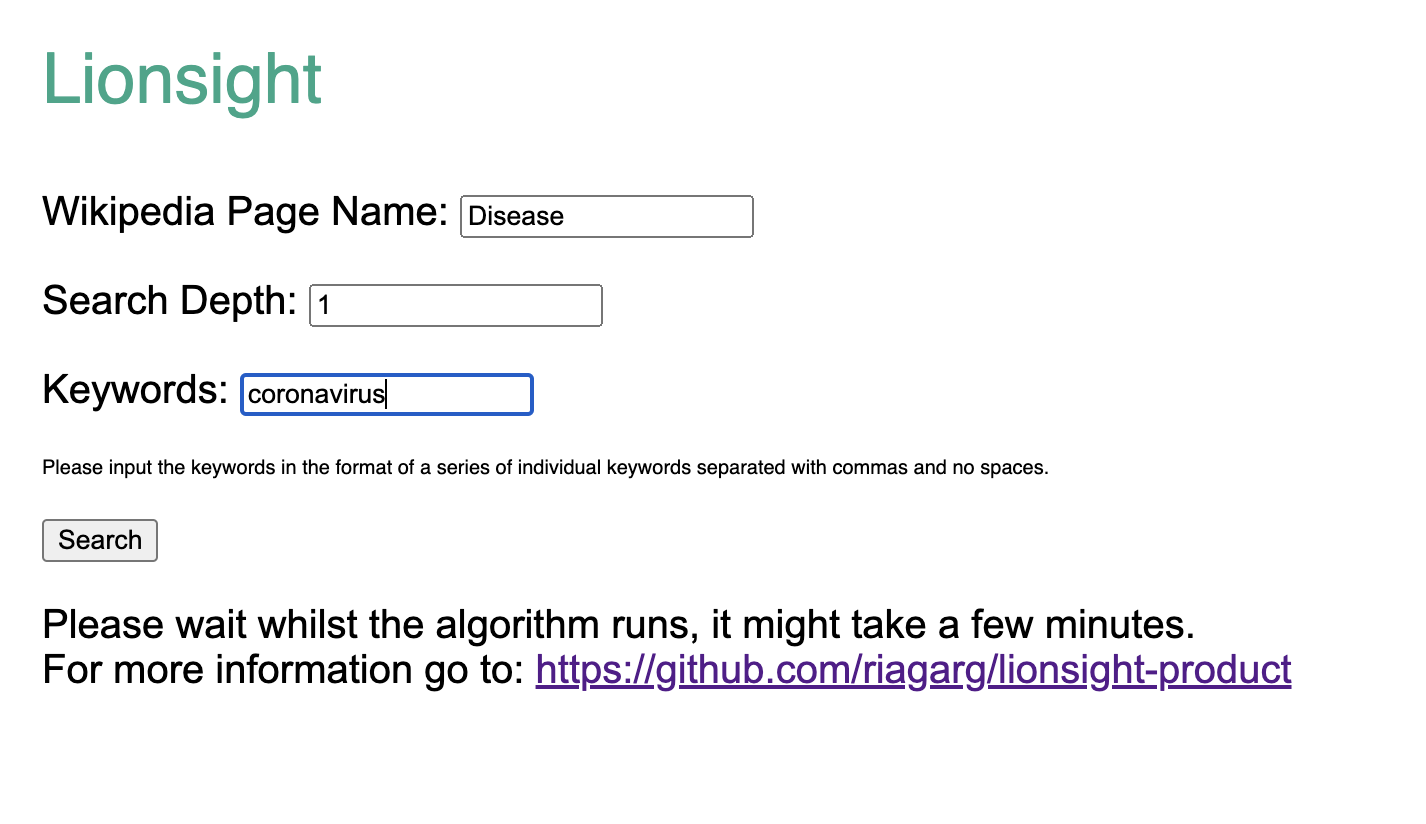 Lionsight
Wikipedia Page Name: Disease
Search Depth: 1
Keywords: coronavirus
Please input the keywords in the format of a series of individual keywords separated with commas and no spaces.
Search
Please wait whilst the algorithm runs, it might take a few minutes.
For more information go to: https://github.com/riagarg/lionsight-product